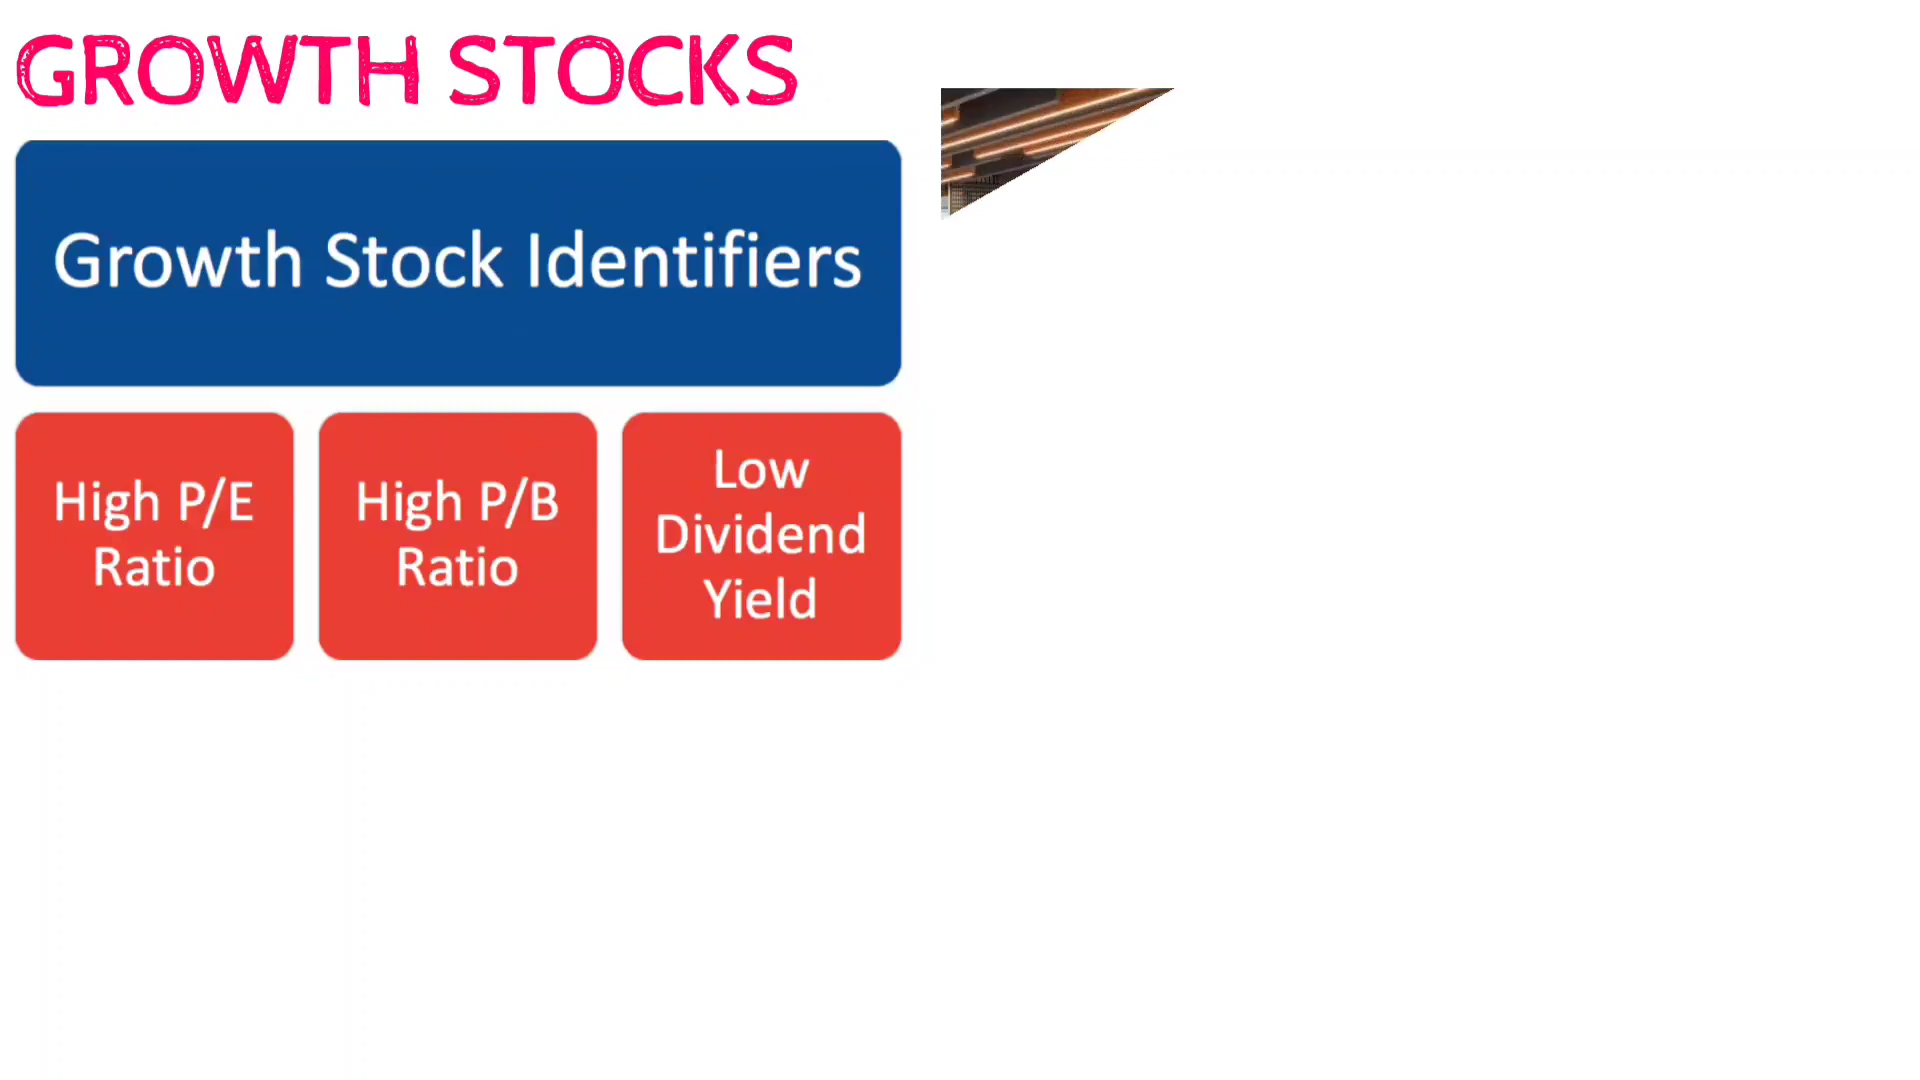 GROWTH STOCKS
Growth Stock Identifiers
High P/E
Ratio
High P/B
Ratio
Low
Dividend
Yield